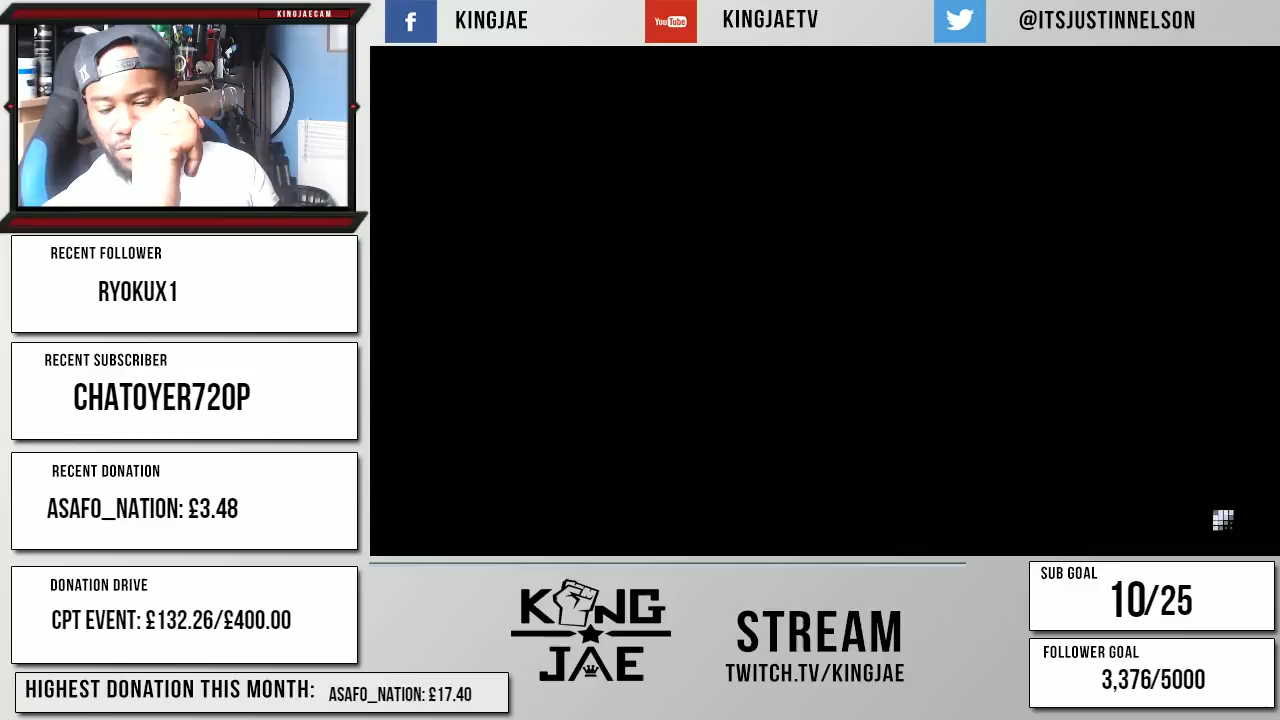 KINGJAECAM
KINGJAE
KINGJAETV
@ITSJUSTINNELSON
f
You Tube
RECENT FOLLOWER
RYOKUX1
RECENT SUBSCRIBER
CHATOYER720P
RECENT DONATION
ASAFO_NATION: £3.48
DONATION DRIVE
CPT EVENT: £132.26/£400.00
HIGHEST DONATION THIS MONTH: ASAFO_NATION: £17.40
KING
JAE
STREAM
TWITCH.TV/KINGJAE
SUB GOAL
10/25
FOLLOWER GOAL
3,376/5000